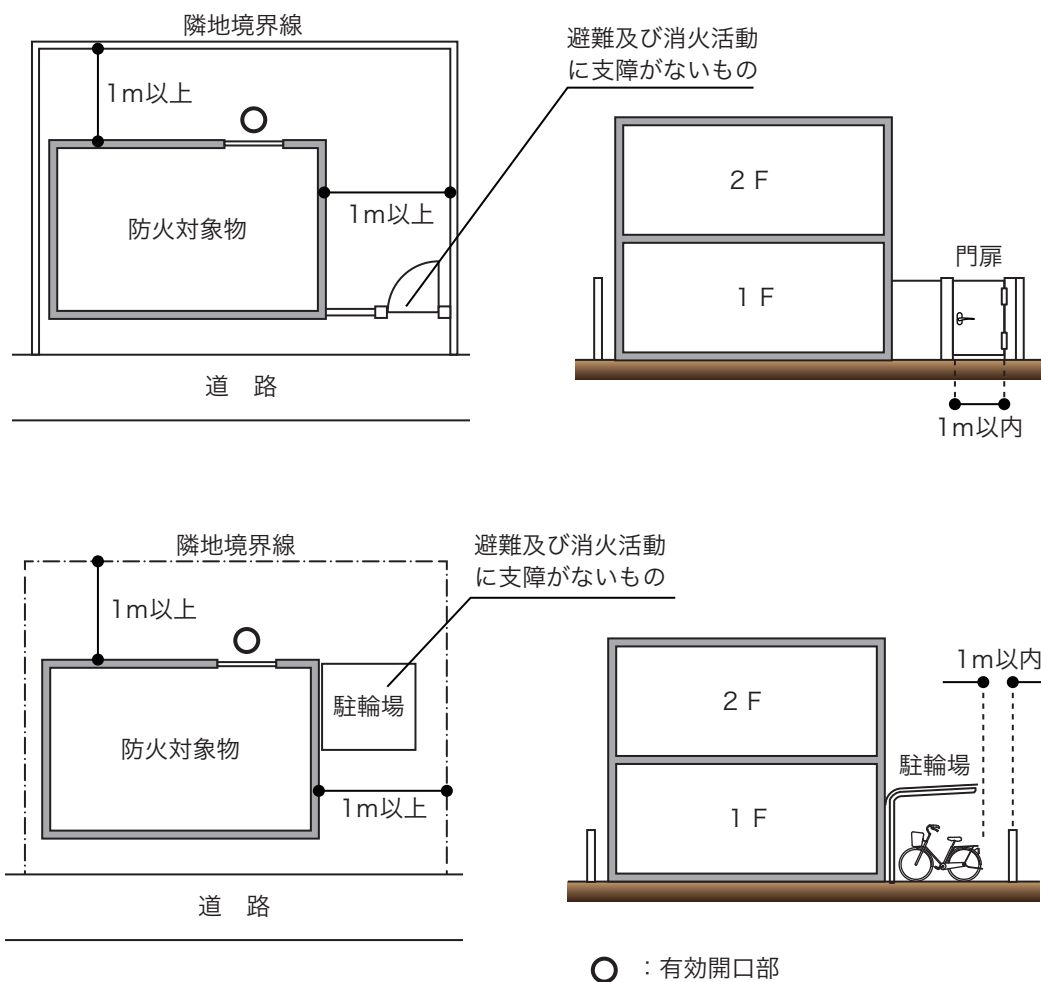 隣地境界線
1m以上
防火対象物
1m以上
道 路
避難及び消火活動
に支障がないもの
2 F
1 F
門扉
1m以内
隣地境界線
1m以上
防火対象物
駐輪場
1m以上
道 路
避難及び消火活動
に支障がないもの
2 F
1 F
駐輪場
1m以内
:有効開口部